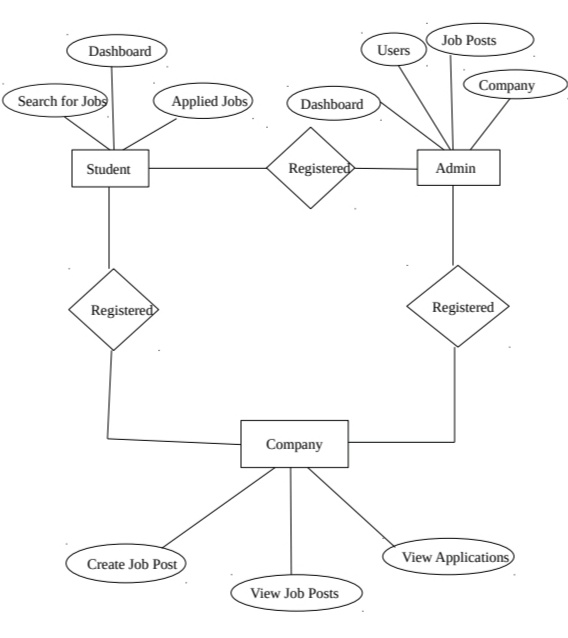 Dashboard
Search for Jobs
Applied Jobs
Users
Job Posts
Company
Dashboard
Student
Registered
Admin
Registered
Registered
Company
Create Job Post
View Job Posts
View Applications